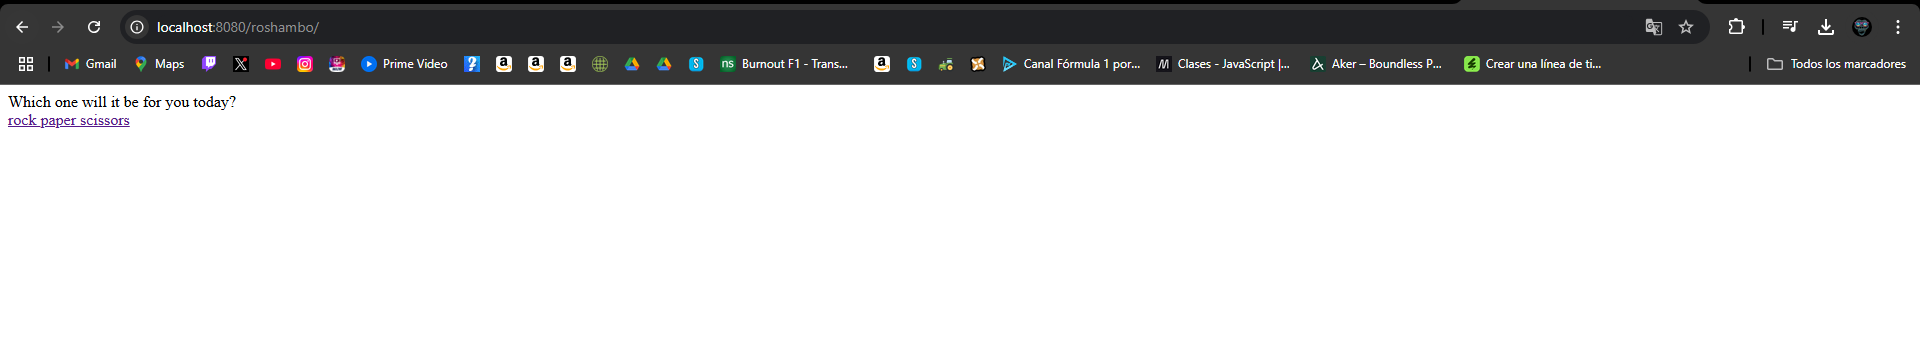 localhost:8080/roshambo/
Gmail Maps Prime Video ns Burnout F1 - Trans... Canal Fórmula 1 por... Clases - JavaScript |... Aker – Boundless P... Crear una línea de ti... Todos los marcadores
Which one will it be for you today?
rock paper scissors